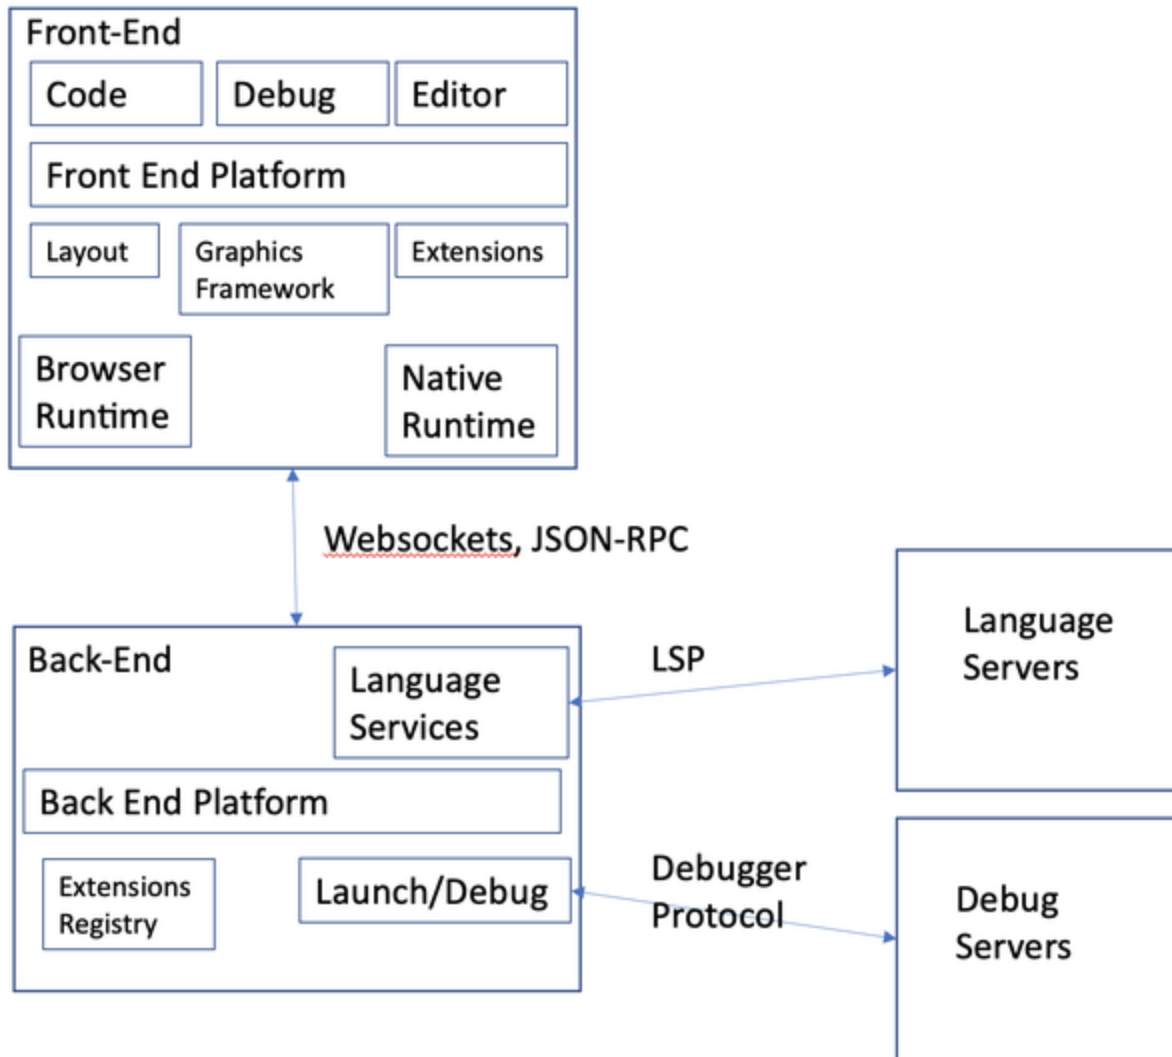 Front-End
Code
Debug
Editor
Front End Platform
Layout
Graphics
Framework
Extensions
Browser
Runtime
Native
Runtime
Websockets, JSON-RPC
Back-End
Language
Services
LSP
Language
Servers
Back End Platform
Extensions
Registry
Launch/Debug
Debugger
Protocol
Debug
Servers